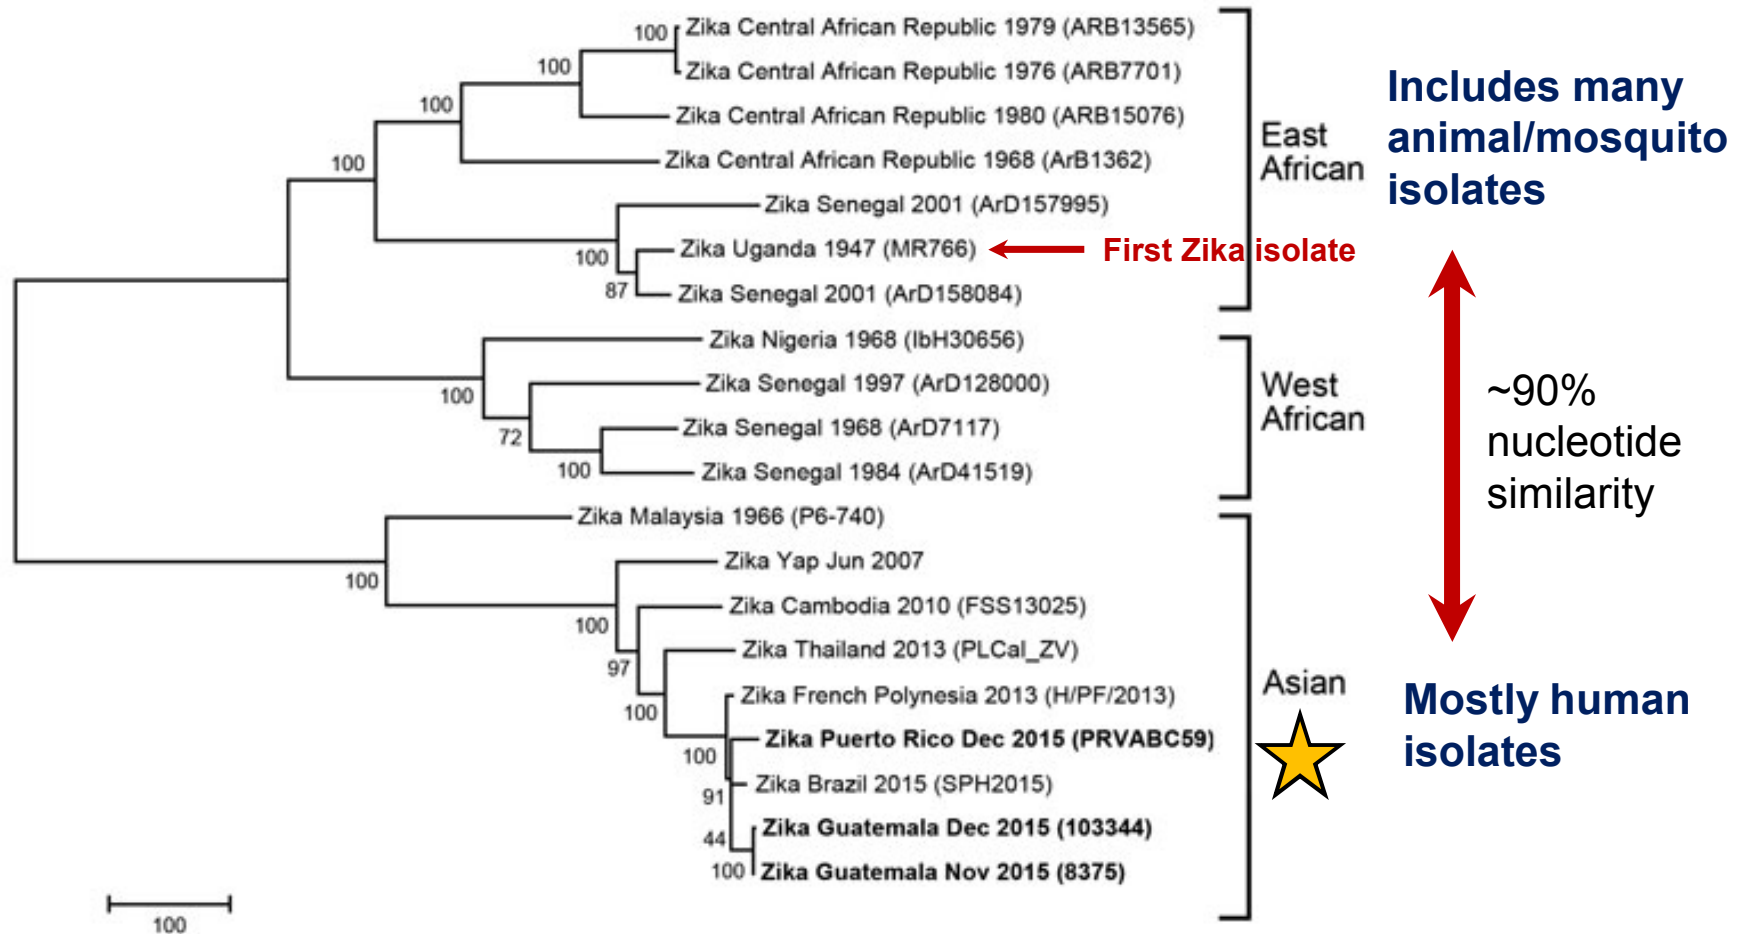 100
Zika Central African Republic 1979 (ARB13565)
100
Zika Central African Republic 1976 (ARB7701)
100
Zika Central African Republic 1980 (ARB15076)
100
Zika Central African Republic 1968 (ArB1362)
Zika Senegal 2001 (ArD157995)
100
Zika Uganda 1947 (MR766)
First Zika isolate
87
Zika Senegal 2001 (ArD158084)
East
African
Includes many
animal/mosquito
isolates
Zika Nigeria 1968 (IbH30656)
100
Zika Senegal 1997 (ArD128000)
72
Zika Senegal 1968 (ArD7117)
100
Zika Senegal 1984 (ArD41519)
West
African
~90%
nucleotide
similarity
Zika Malaysia 1966 (P6-740)
100
Zika Yap Jun 2007
100
Zika Cambodia 2010 (FSS13025)
97
Zika Thailand 2013 (PLCal_ZV)
100
Zika French Polynesia 2013 (H/PF/2013)
100
Zika Puerto Rico Dec 2015 (PRVABC59)
91
Zika Brazil 2015 (SPH2015)
44
Zika Guatemala Dec 2015 (103344)
100
Zika Guatemala Nov 2015 (8375)
Asian
Mostly human
isolates
100